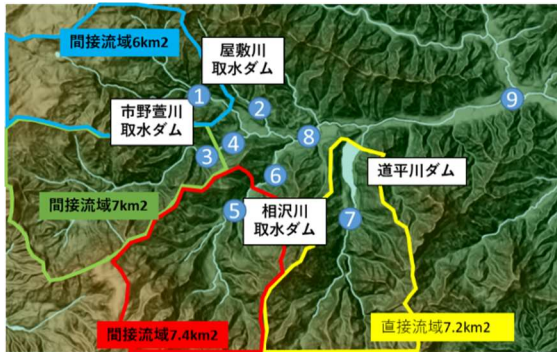 間接流域6km2
屋敷川
取水ダム
1
2
9
市野萱川
取水ダム
4
8
3
道平川ダム
6
間接流域7km2
5
相沢川
取水ダム
7
間接流域7.4km2
直接流域7.2km2